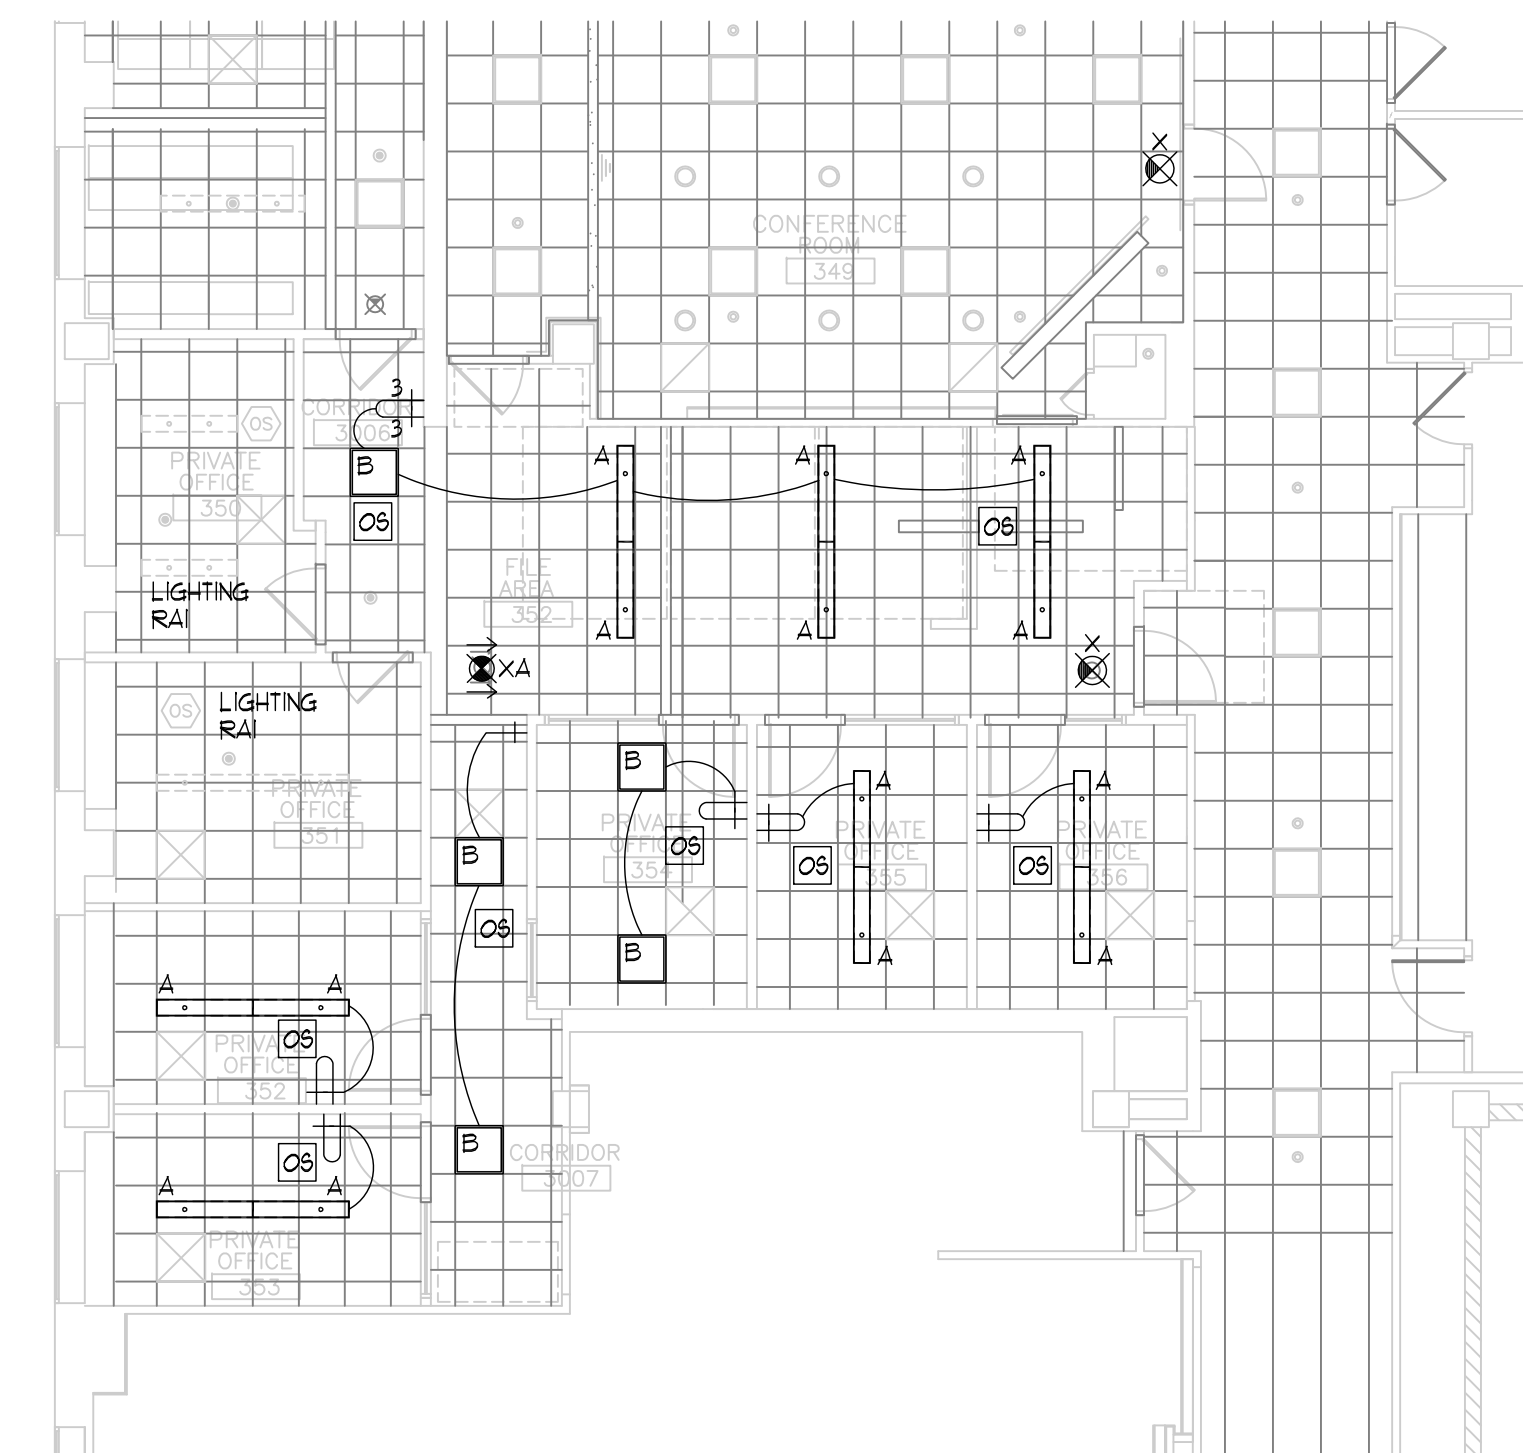 X
CONFERENCE
ROOM
349
3
CORRIDOR
3006
3
OS
PRIVATE
OFFICE
350
B
OS
A
A
A
OS
FILE
AREA
352
LIGHTING
RAI
A
A
A
XA
X
OS
LIGHTING
RAI
PRIVATE
OFFICE
351
B
PRIVATE
OFFICE
354
OS
B
A
PRIVATE
OFFICE
355
OS
A
A
PRIVATE
OFFICE
356
OS
A
B
OS
A
A
OS
PRIVATE
OFFICE
352
B
CORRIDOR
3007
OS
A
A
PRIVATE
OFFICE
353